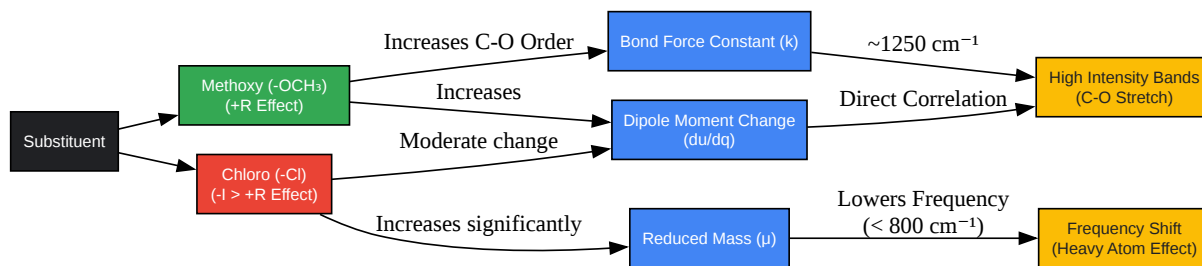 Substituent
Methoxy (-OCH₃)
(+R Effect)
Chloro (-Cl)
(-I > +R Effect)
Increases C-O Order
Increases
Moderate change
Increases significantly
Bond Force Constant (k)
Dipole Moment Change
(du/dq)
Reduced Mass (μ)
~1250 cm⁻¹
Direct Correlation
Lowers Frequency
(< 800 cm⁻¹)
High Intensity Bands
(C-O Stretch)
Frequency Shift
(Heavy Atom Effect)